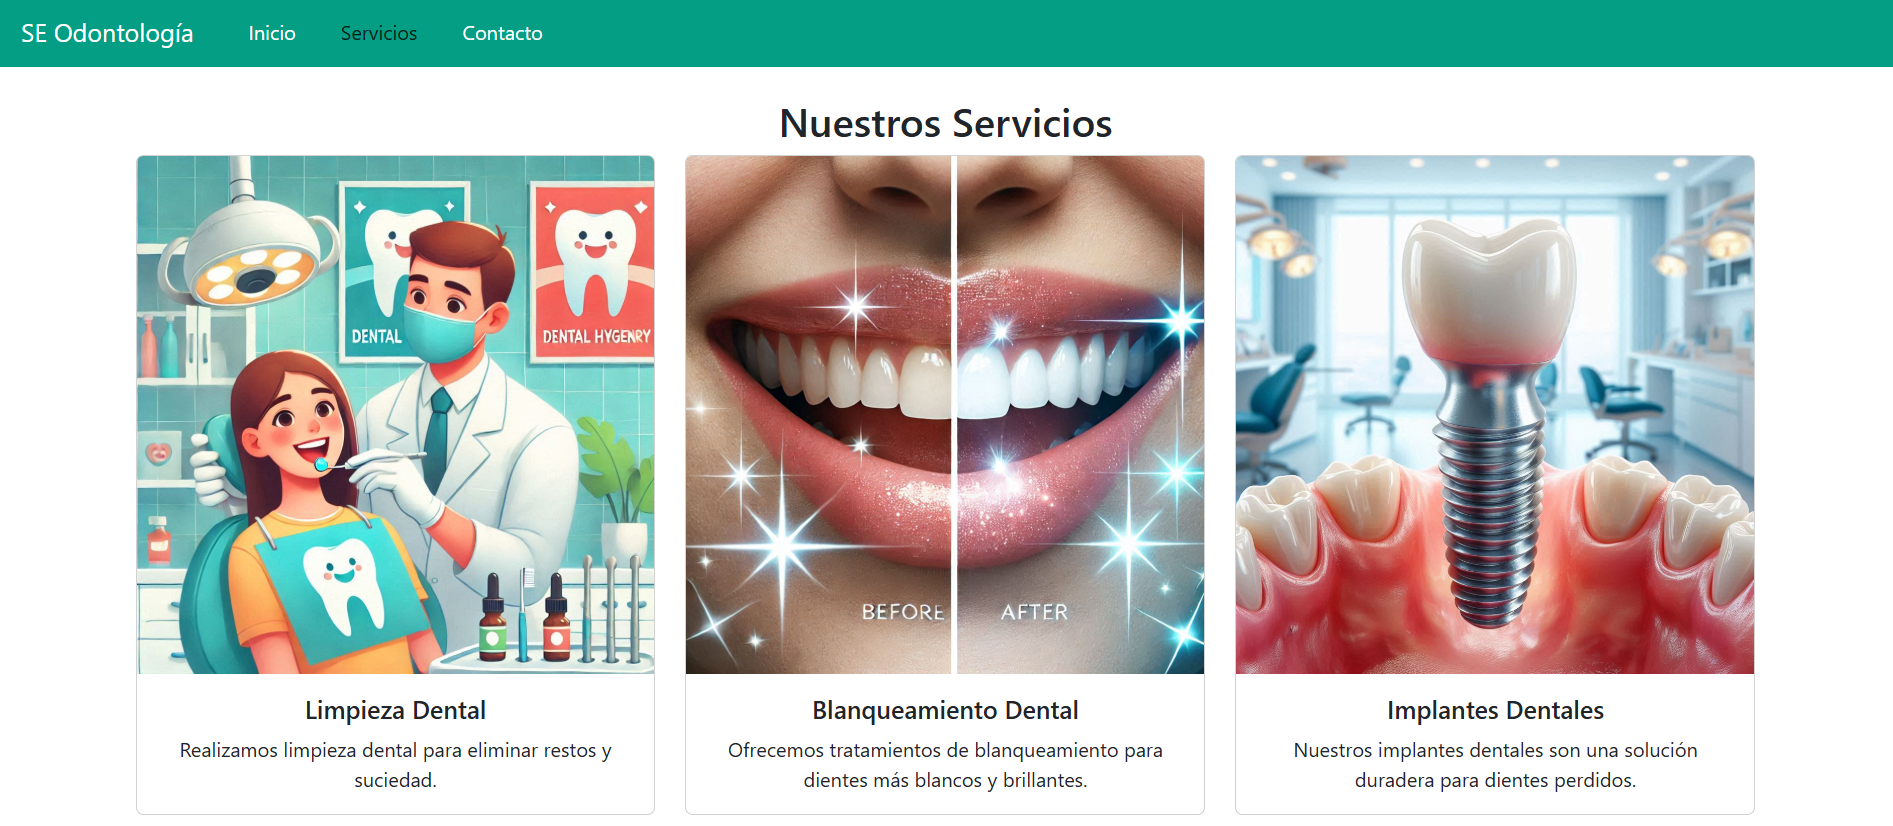 SE Odontología
Inicio
Servicios
Contacto
Nuestros Servicios
DENTAL
DENTAL HYGENRY
BEFORE
AFTER
Limpieza Dental
Realizamos limpieza dental para eliminar restos y
suciedad.
Blanqueamiento Dental
Ofrecemos tratamientos de blanqueamiento para
dientes más blancos y brillantes.
Implantes Dentales
Nuestros implantes dentales son una solución
duradera para dientes perdidos.